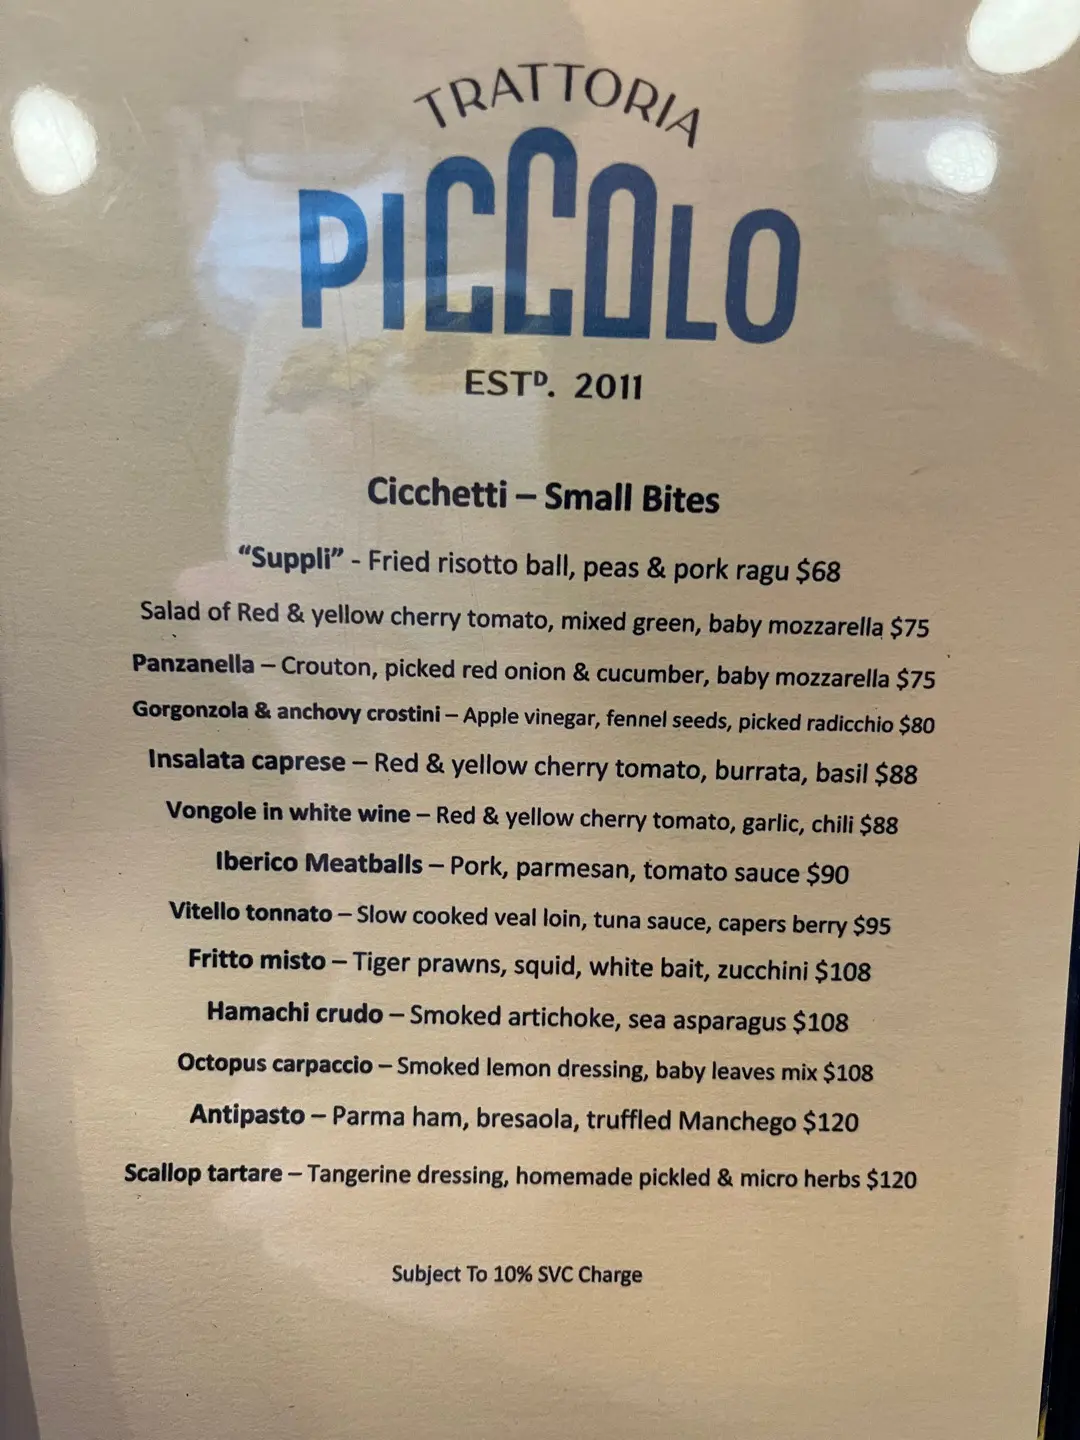 TRATTORIA
PICCOLO
ESTD. 2011
Cicchetti – Small Bites
“Suppli” - Fried risotto ball, peas & pork ragu $68
Salad of Red & yellow cherry tomato, mixed green, baby mozzarella $75
Panzanella – Crouton, picked red onion & cucumber, baby mozzarella $75
Gorgonzola & anchovy crostini – Apple vinegar, fennel seeds, picked radicchio $80
Insalata caprese – Red & yellow cherry tomato, burrata, basil $88
Vongole in white wine – Red & yellow cherry tomato, garlic, chili $88
Iberico Meatballs – Pork, parmesan, tomato sauce $90
Vitello tonnato – Slow cooked veal loin, tuna sauce, capers berry $95
Fritto misto – Tiger prawns, squid, white bait, zucchini $108
Hamachi crudo – Smoked artichoke, sea asparagus $108
Octopus carpaccio – Smoked lemon dressing, baby leaves mix $108
Antipasto – Parma ham, bresaola, truffled Manchego $120
Scallop tartare – Tangerine dressing, homemade pickled & micro herbs $120
Subject To 10% SVC Charge